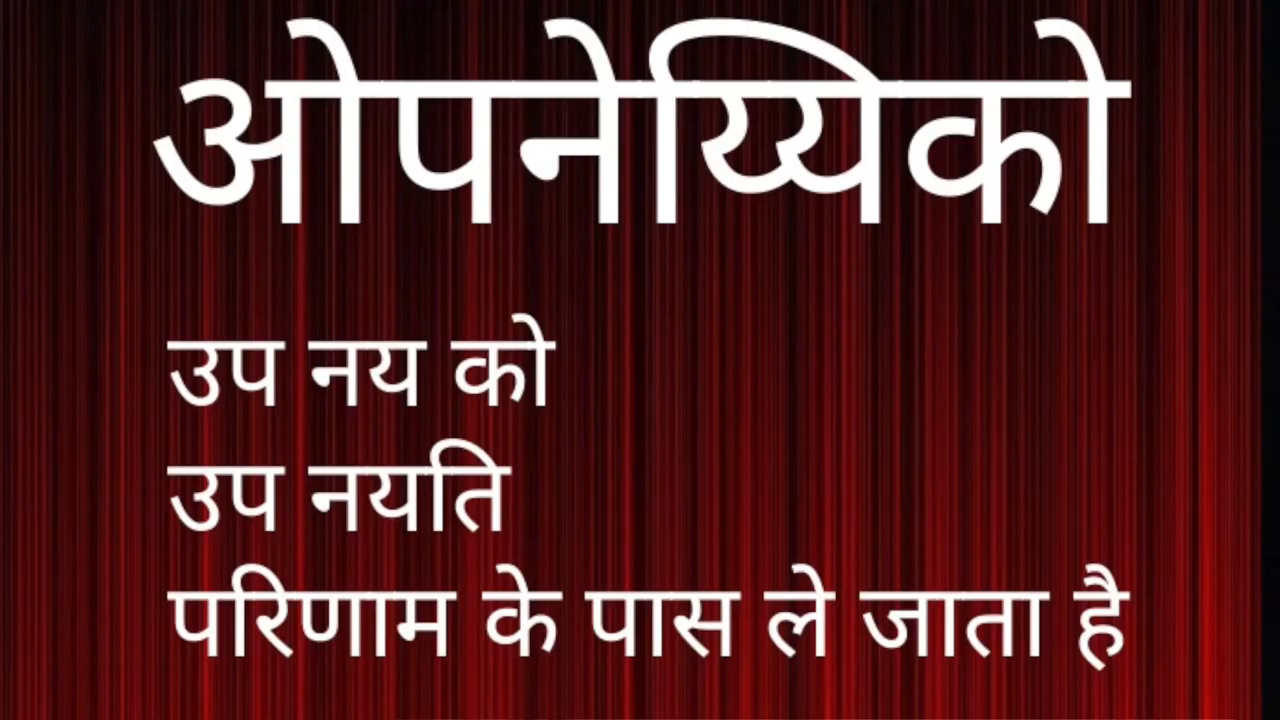 ओपनेय्यिको
उप नय को
उप नयति
परिणाम के पास ले जाता है